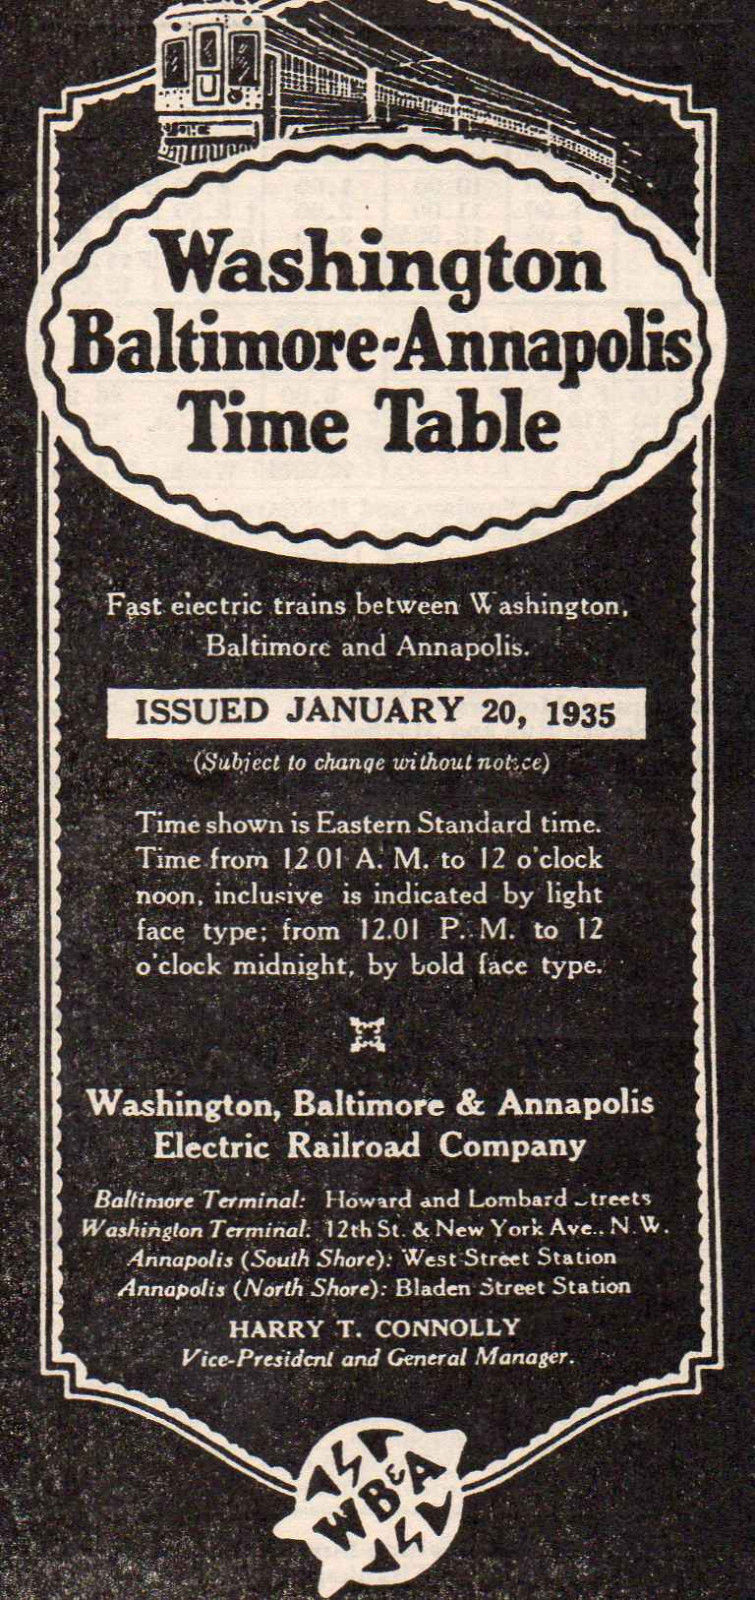 Washington
Baltimore-Annapolis
Time Table
Fast electric trains between Washington,
Baltimore and Annapolis.
ISSUED JANUARY 20, 1935
(Subject to change without notice)
Time shown is Eastern Standard time.
Time from 12 01 A. M. to 12 o'clock
noon, inclusive is indicated by light
face type; from 12.01 P. M. to 12
o'clock midnight, by bold face type.
Washington, Baltimore & Annapolis
Electric Railroad Company
Baltimore Terminal: Howard and Lombard Streets
Washington Terminal: 12th St. & New York Ave., N. W.
Annapolis (South Shore): West Street Station
Annapolis (North Shore): Bladen Street Station
HARRY T. CONNOLLY
Vice-President and General Manager.
WB&A